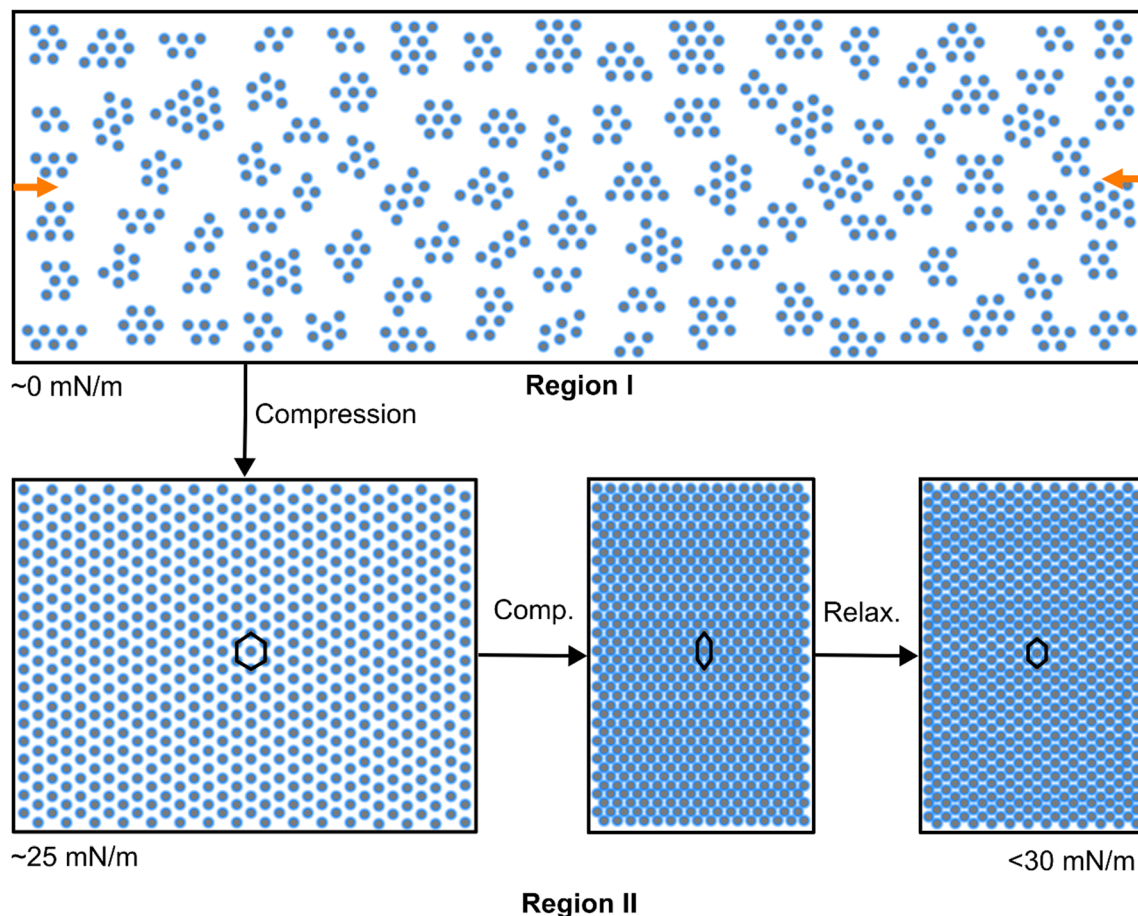 ~0 mN/m
Region I
Compression
Comp.
Relax.
~25 mN/m
<30 mN/m
Region II